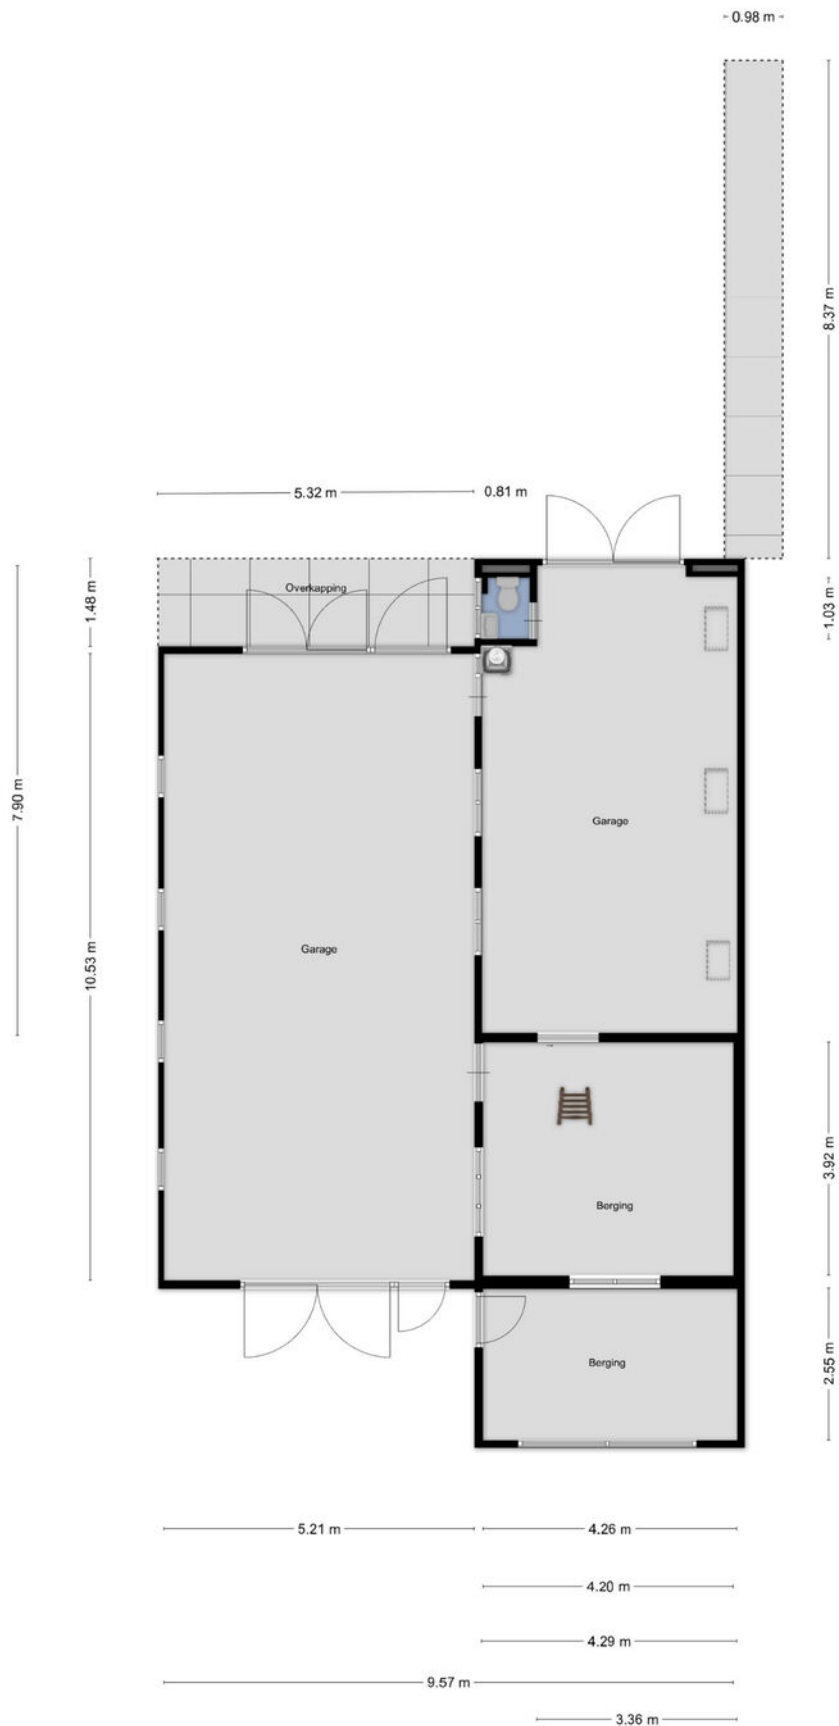 0.98 m
8.37 m
5.32 m
0.81 m
1.48 m
Overkapping
1.03 m
7.90 m
Garage
10.53 m
Garage
3.92 m
Berging
2.55 m
Berging
5.21 m
4.26 m
4.20 m
4.29 m
9.57 m
3.36 m